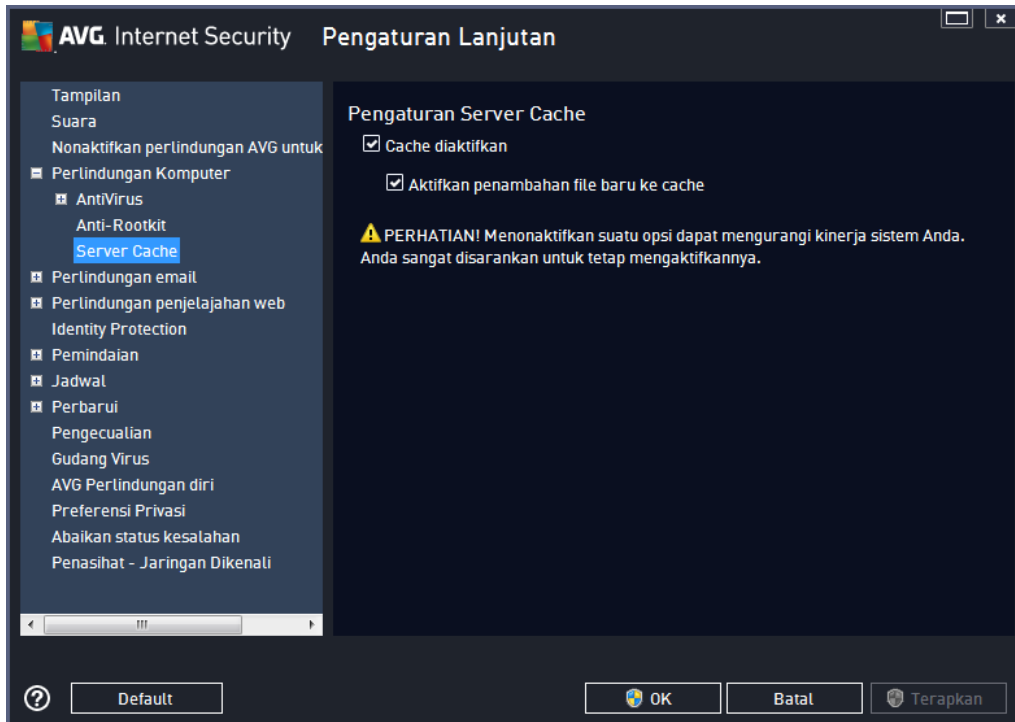 AVG Internet Security
Pengaturan Lanjutan
Tampilan
Suara
Nonaktifkan perlindungan AVG untuk
Perlindungan Komputer
AntiVirus
Anti-Rootkit
Server Cache
Perlindungan email
Perlindungan penjelajahan web
Identity Protection
Pemindaian
Jadwal
Perbarui
Pengecualian
Gudang Virus
AVG Perlindungan diri
Preferensi Privasi
Abaikan status kesalahan
Penasihat - Jaringan Dikenali
Pengaturan Server Cache
Cache diaktifkan
Aktifkan penambahan file baru ke cache
PERHATIAN! Menonaktifkan suatu opsi dapat mengurangi kinerja sistem Anda.
Anda sangat disarankan untuk tetap mengaktifkannya.
Default
OK
Batal
Terapkan